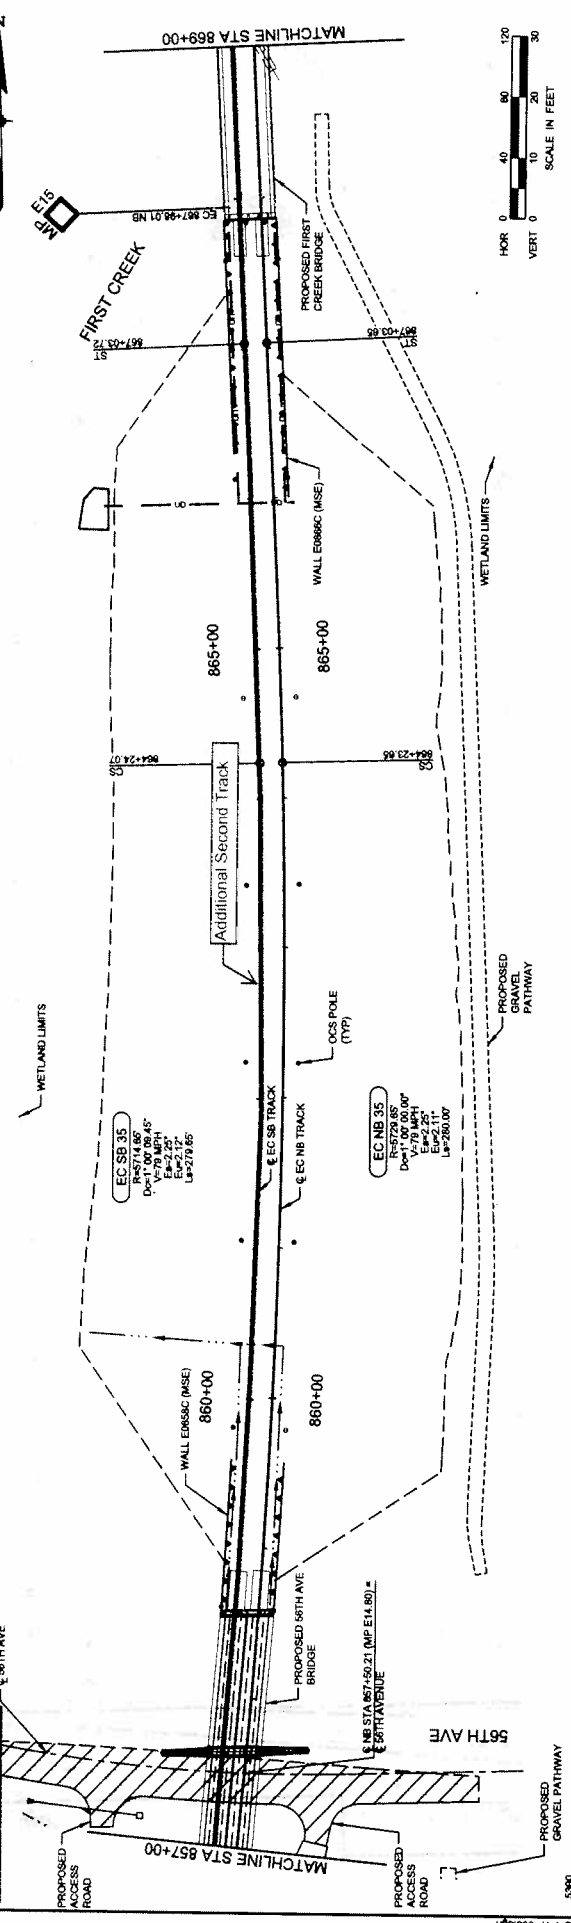 MATCHLINE STA 869+00
MP E15
EC 867+98.01 NB
FIRST CREEK
PROPOSED FIRST
CREEK BRIDGE
HOR 0 40 80 120
VERT 0 10 20 30
SCALE IN FEET
ST
867+03.72
ST
867+03.65
WALL E0866C (MSE)
WETLAND LIMITS
865+00
865+00
SC
864+24.07
SC
864+23.65
Additional Second Track
WETLAND LIMITS
OCS POLE
(TYP)
PROPOSED
GRAVEL
PATHWAY
EC SB 35
R=5714.65'
Dc=1° 00' 09.45"
V=79 MPH
Ea=2.25"
Eu=2.12"
Ls=279.65'
℄ EC SB TRACK
℄ EC NB TRACK
EC NB 35
R=5729.65'
Dc=1° 00' 00.00"
V=79 MPH
Ea=2.25"
Eu=2.11"
Ls=280.00'
WALL E0858C (MSE)
860+00
860+00
PROPOSED 56TH AVE
BRIDGE
℄ NB STA 857+50.21 (MP E14.80) =
℄ 56TH AVENUE
℄ 56TH AVE
56TH AVE
MATCHLINE STA 857+00
PROPOSED
ACCESS
ROAD
PROPOSED
ACCESS
ROAD
PROPOSED
GRAVEL PATHWAY
5390